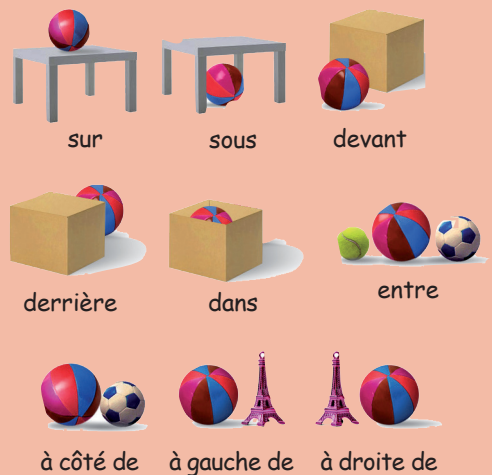 sur sous devant
derrière dans entre
à côté de à gauche de à droite de